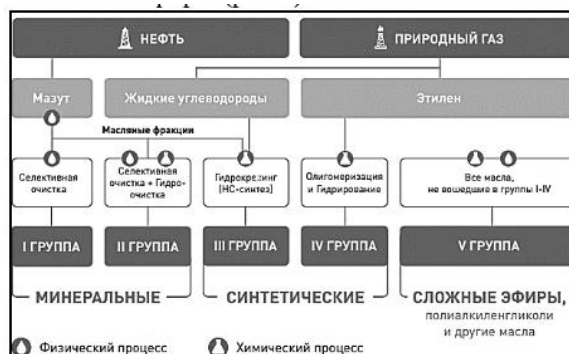 НЕФТЬ
ПРИРОДНЫЙ ГАЗ
Мазут
Жидкие углеводороды
Этилен
Масляные фракции
Селективная
очистка
Селективная
очистка + Гидро-
очистка
Гидрокрекинг
(НС-синтез)
Олигомеризация
и Гидрирование
Все масла,
не вошедшие в группы I-IV
I ГРУППА
II ГРУППА
III ГРУППА
IV ГРУППА
V ГРУППА
МИНЕРАЛЬНЫЕ
СИНТЕТИЧЕСКИЕ
СЛОЖНЫЕ ЭФИРЫ,
полиалкиленгликоли
и другие масла
Физический процесс
Химический процесс